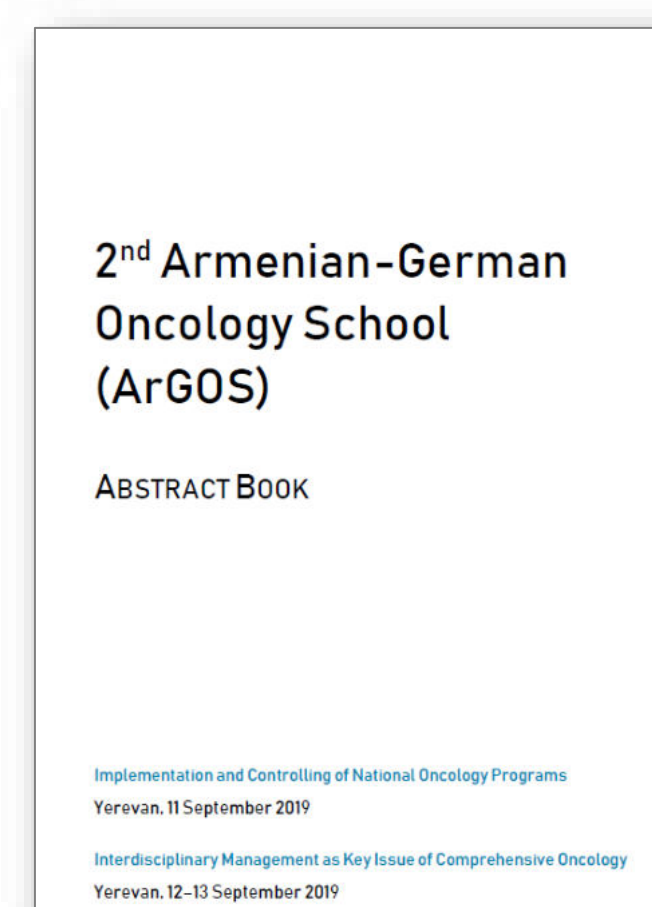 2nd Armenian-German
Oncology School
(ArGOS)
ABSTRACT BOOK
Implementation and Controlling of National Oncology Programs
Yerevan, 11 September 2019
Interdisciplinary Management as Key Issue of Comprehensive Oncology
Yerevan, 12–13 September 2019